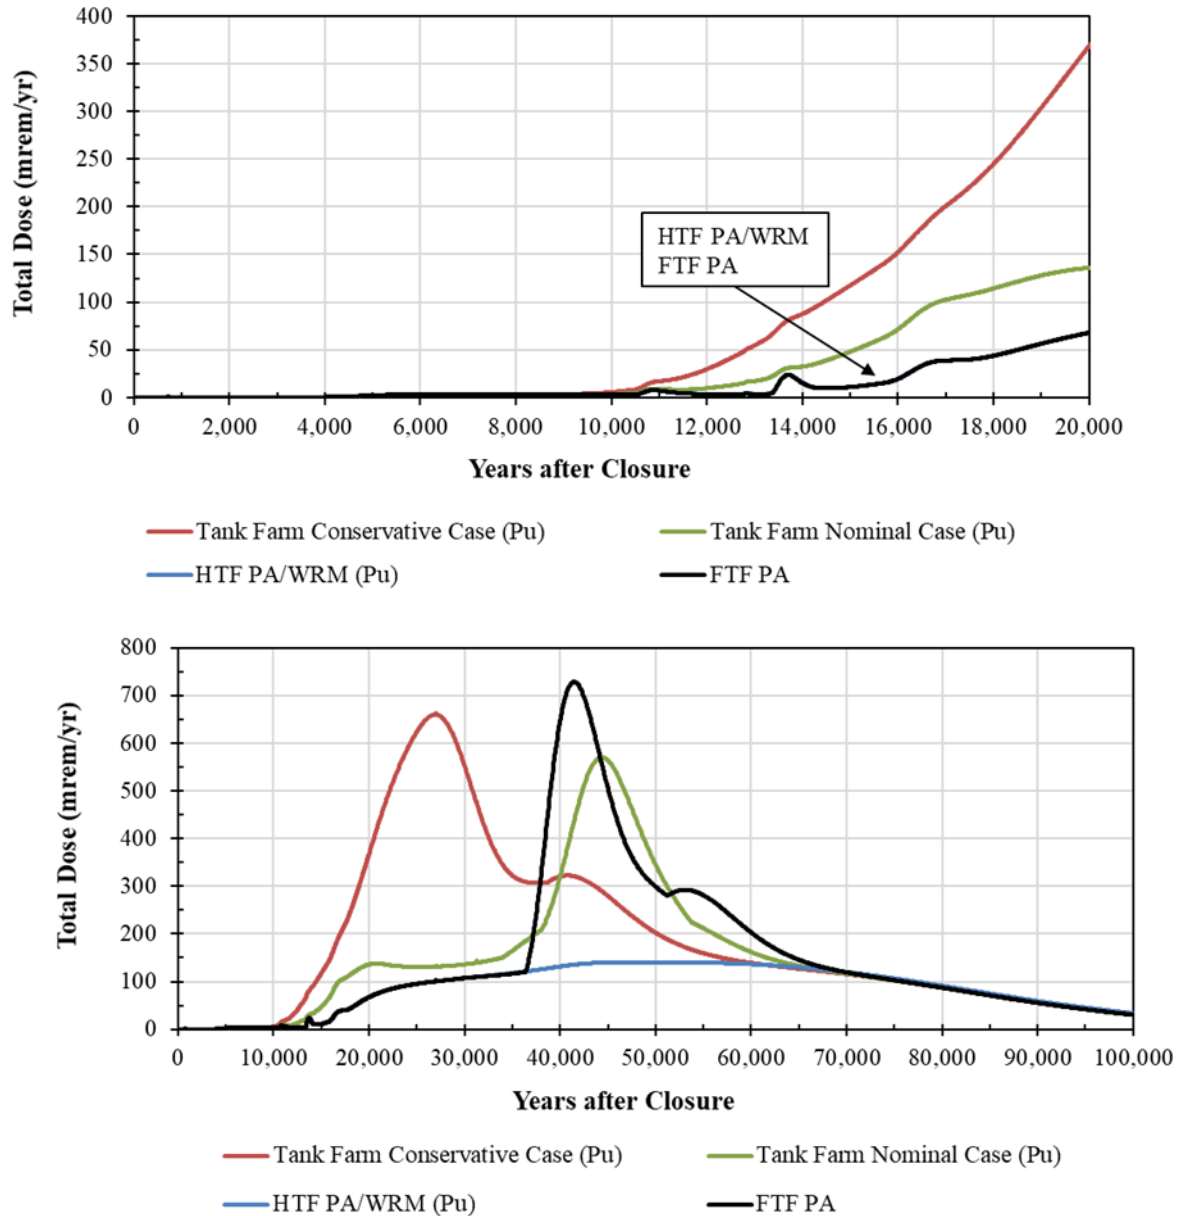 400
350
300
250
200
150
100
50
0
Total Dose (mrem/yr)
HTF PA/WRM
FTF PA
0 2,000 4,000 6,000 8,000 10,000 12,000 14,000 16,000 18,000 20,000
Years after Closure
Tank Farm Conservative Case (Pu) Tank Farm Nominal Case (Pu)
HTF PA/WRM (Pu) FTF PA
800
700
600
500
400
300
200
100
0
Total Dose (mrem/yr)
0 10,000 20,000 30,000 40,000 50,000 60,000 70,000 80,000 90,000 100,000
Years after Closure
Tank Farm Conservative Case (Pu) Tank Farm Nominal Case (Pu)
HTF PA/WRM (Pu) FTF PA